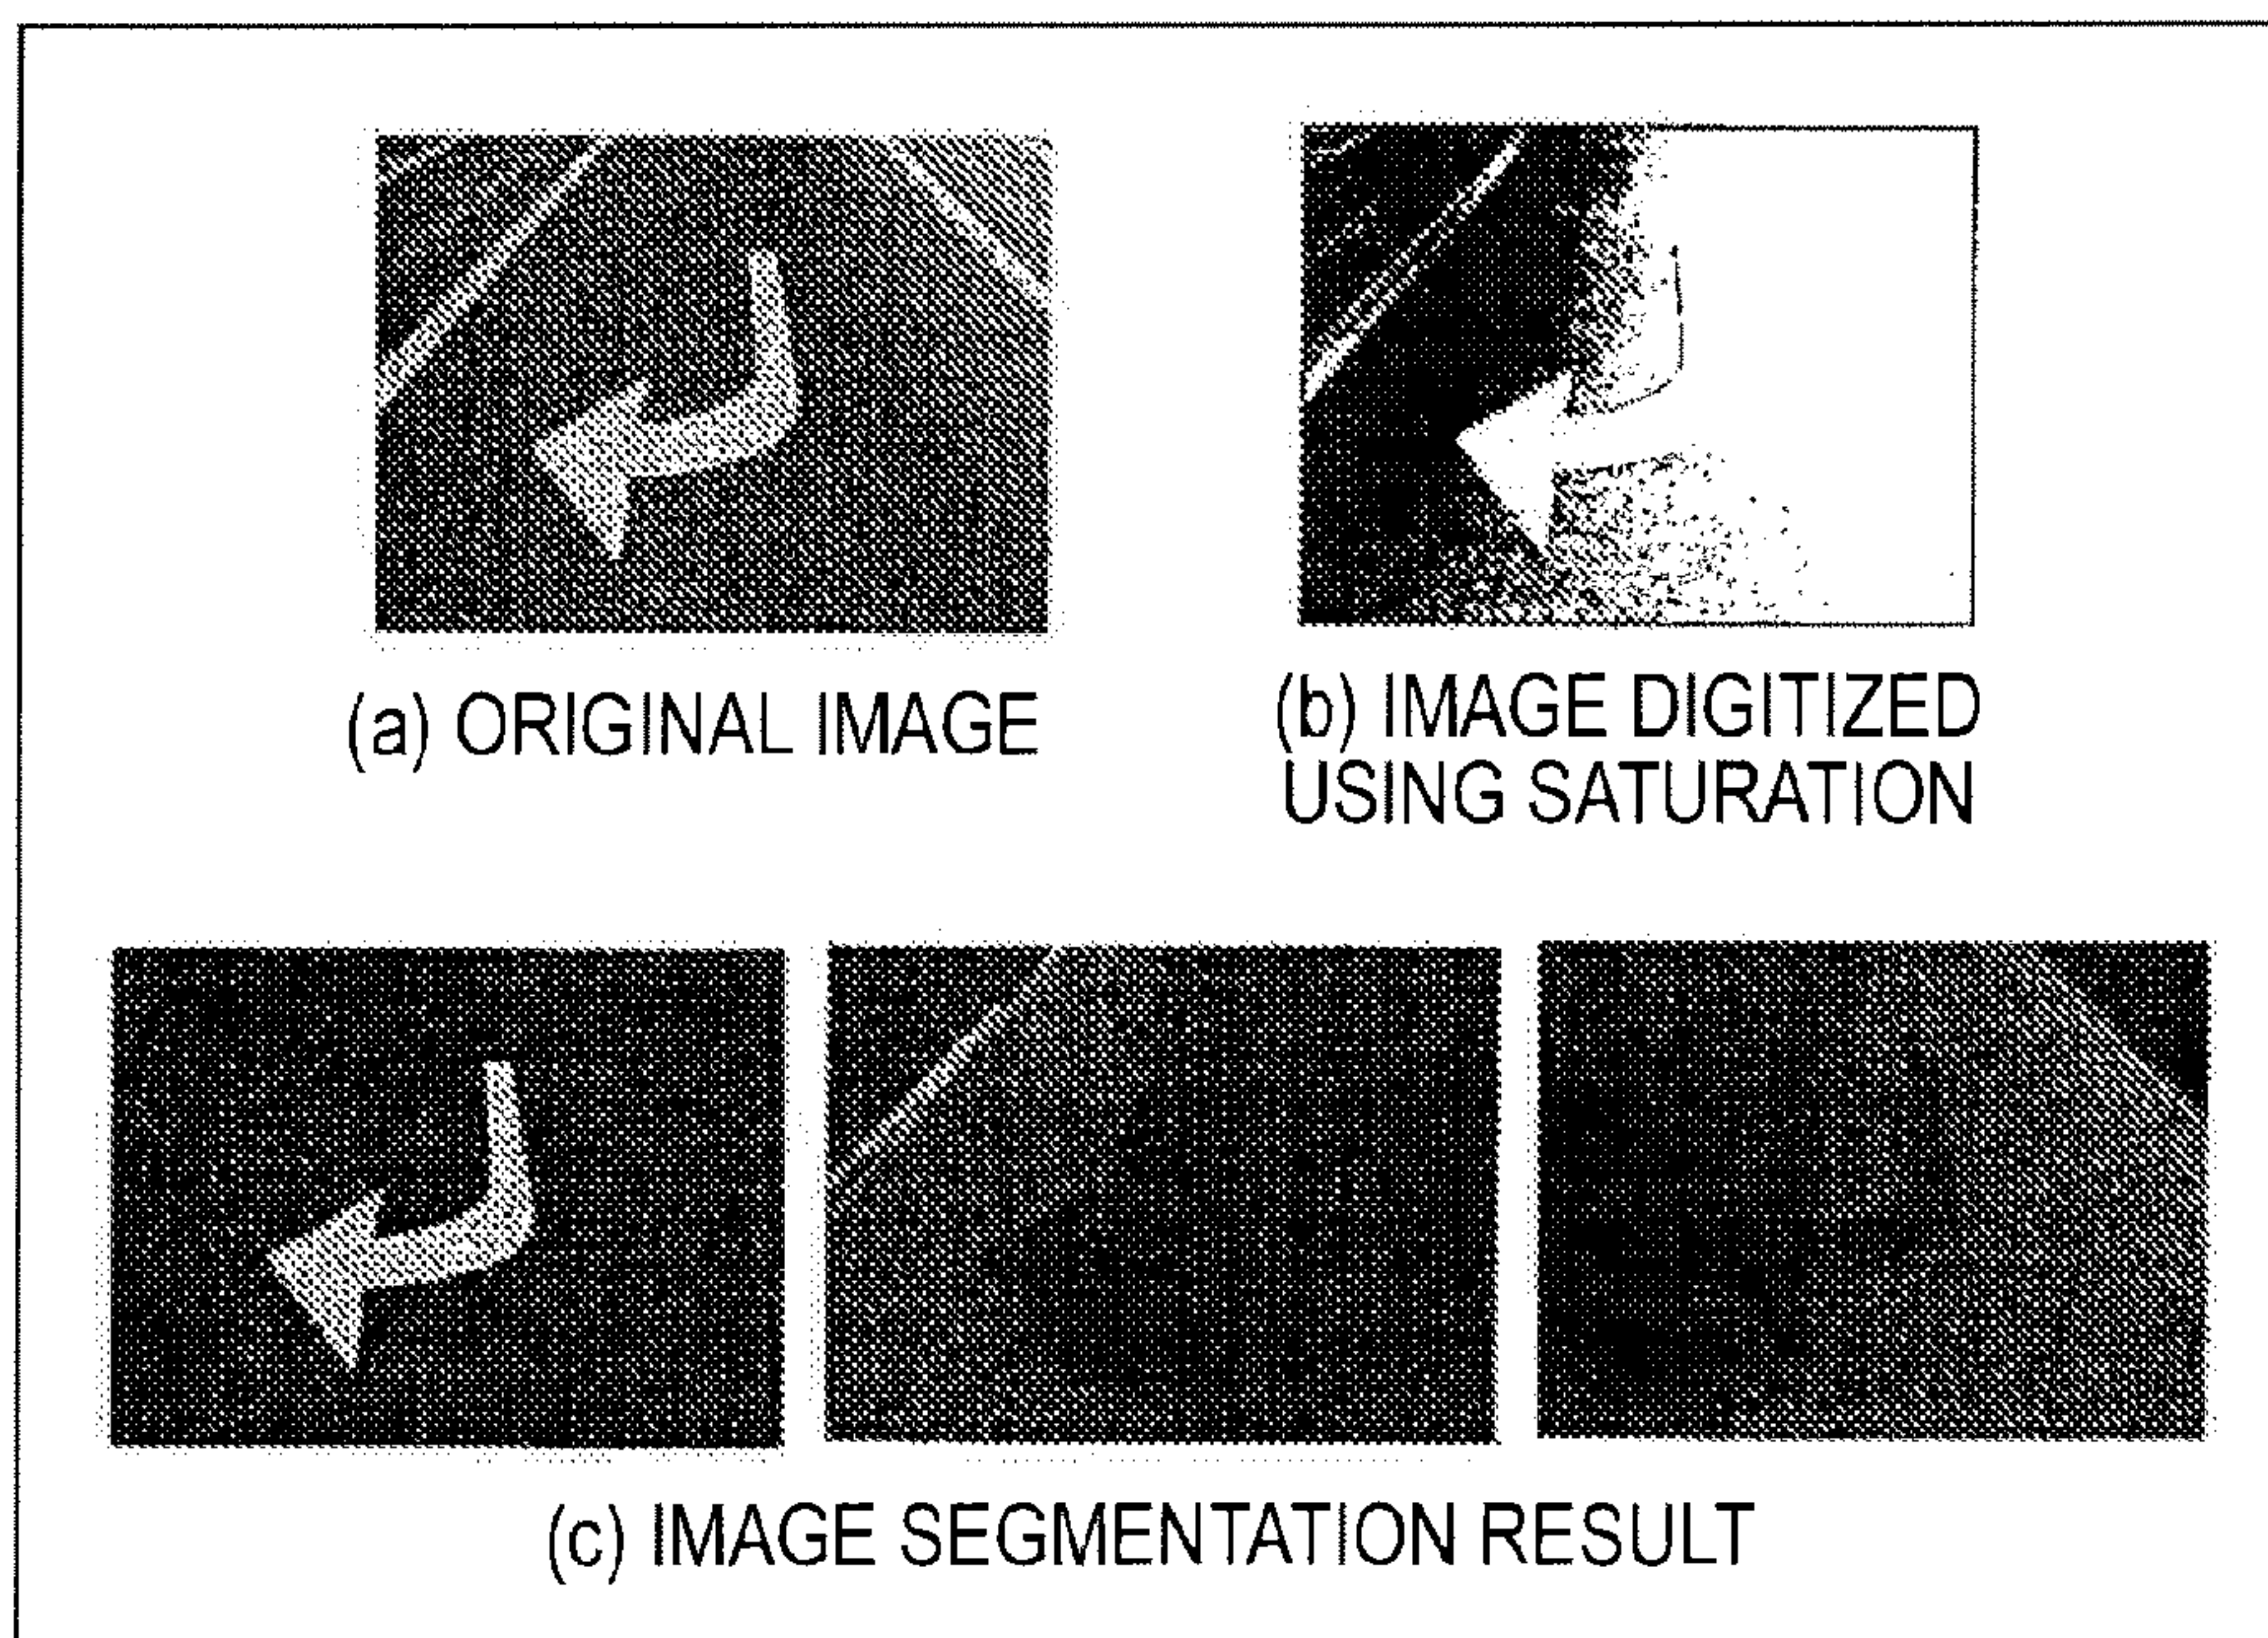 (a) ORIGINAL IMAGE
(b) IMAGE DIGITIZED
USING SATURATION
(c) IMAGE SEGMENTATION RESULT